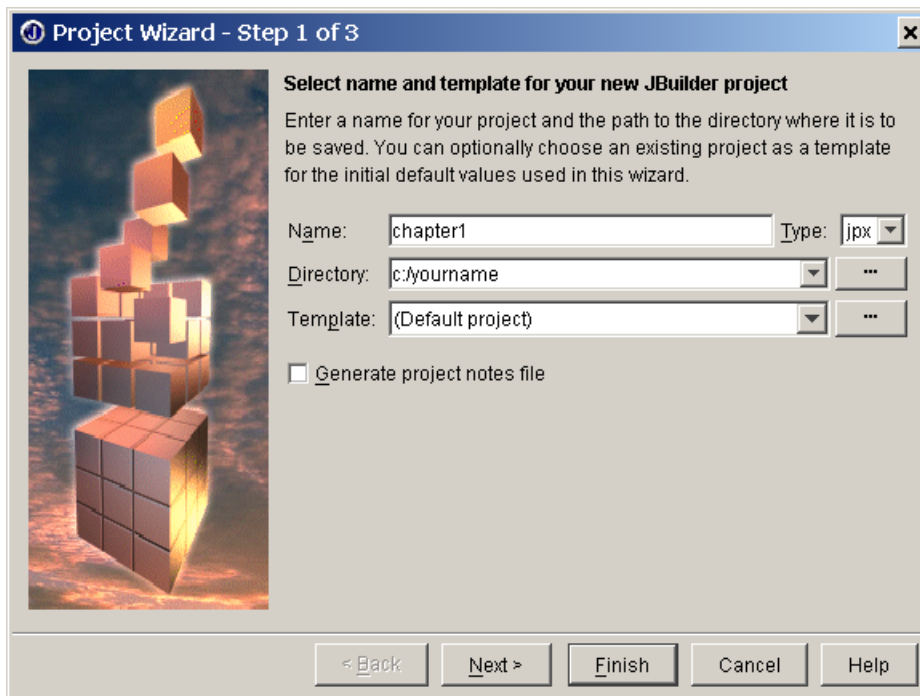 Project Wizard - Step 1 of 3
Select name and template for your new JBuilder project
Enter a name for your project and the path to the directory where it is to
be saved. You can optionally choose an existing project as a template
for the initial default values used in this wizard.
Name: chapter1 Type: jpx
Directory: c:/yourname ...
Template: (Default project) ...
Generate project notes file
< Back Next > Finish Cancel Help